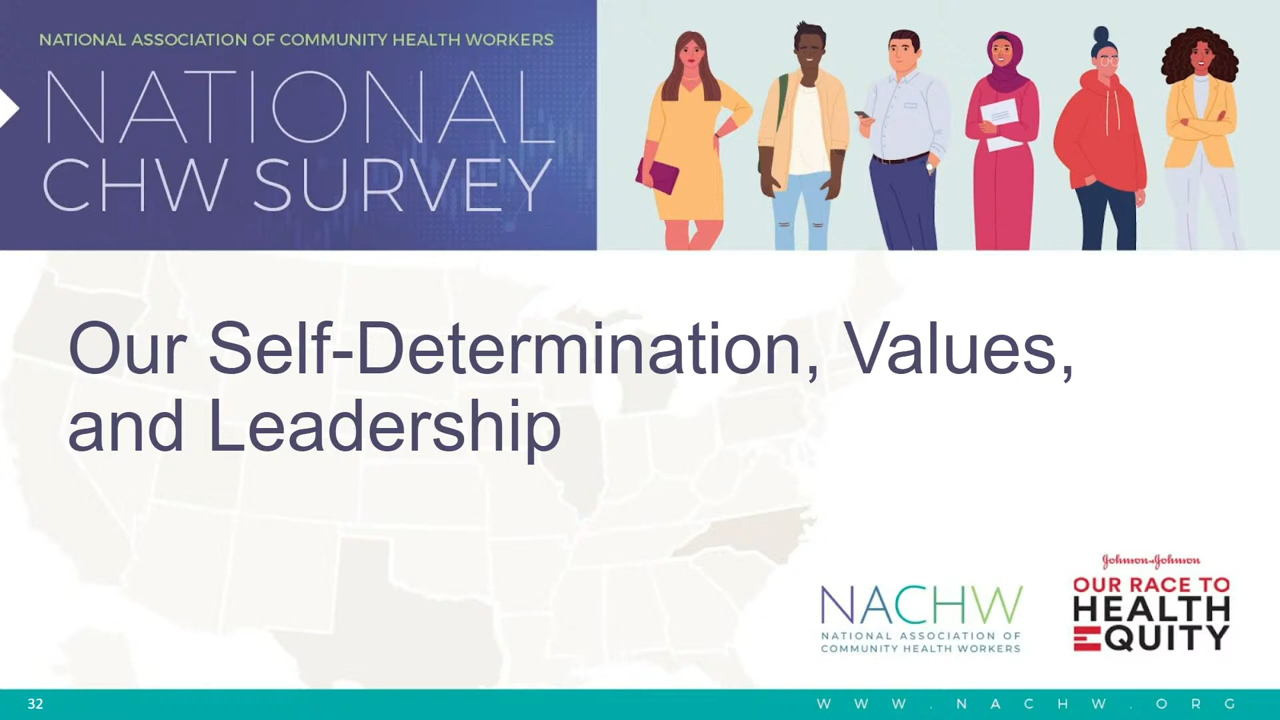 NATIONAL ASSOCIATION OF COMMUNITY HEALTH WORKERS
NATIONAL
CHW SURVEY
Our Self-Determination, Values,
and Leadership
NACHW
NATIONAL ASSOCIATION OF
COMMUNITY HEALTH WORKERS
Johnson&Johnson
OUR RACE TO
HEALTH
EQUITY
32
WWW.NACHW.ORG